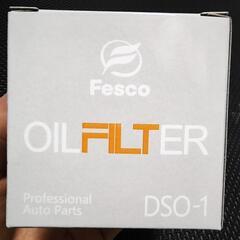 Fesco
OILFILTER
Professional
Auto Parts
DSO-1